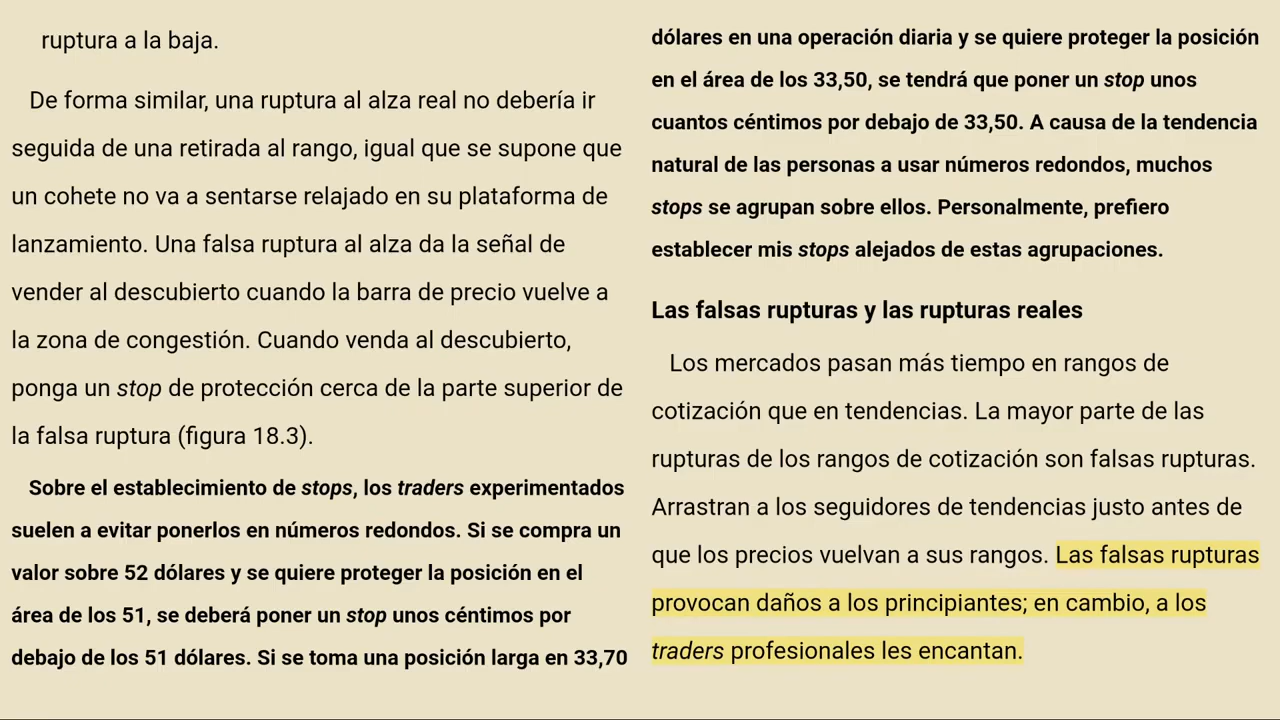 ruptura a la baja.
De forma similar, una ruptura al alza real no debería ir
seguida de una retirada al rango, igual que se supone que
un cohete no va a sentarse relajado en su plataforma de
lanzamiento. Una falsa ruptura al alza da la señal de
vender al descubierto cuando la barra de precio vuelve a
la zona de congestión. Cuando venda al descubierto,
ponga un stop de protección cerca de la parte superior de
la falsa ruptura (figura 18.3).
Sobre el establecimiento de stops, los traders experimentados
suelen a evitar ponerlos en números redondos. Si se compra un
valor sobre 52 dólares y se quiere proteger la posición en el
área de los 51, se deberá poner un stop unos céntimos por
debajo de los 51 dólares. Si se toma una posición larga en 33,70
dólares en una operación diaria y se quiere proteger la posición
en el área de los 33,50, se tendrá que poner un stop unos
cuantos céntimos por debajo de 33,50. A causa de la tendencia
natural de las personas a usar números redondos, muchos
stops se agrupan sobre ellos. Personalmente, prefiero
establecer mis stops alejados de estas agrupaciones.
Las falsas rupturas y las rupturas reales
Los mercados pasan más tiempo en rangos de
cotización que en tendencias. La mayor parte de las
rupturas de los rangos de cotización son falsas rupturas.
Arrastran a los seguidores de tendencias justo antes de
que los precios vuelvan a sus rangos. Las falsas rupturas
provocan daños a los principiantes; en cambio, a los
traders profesionales les encantan.